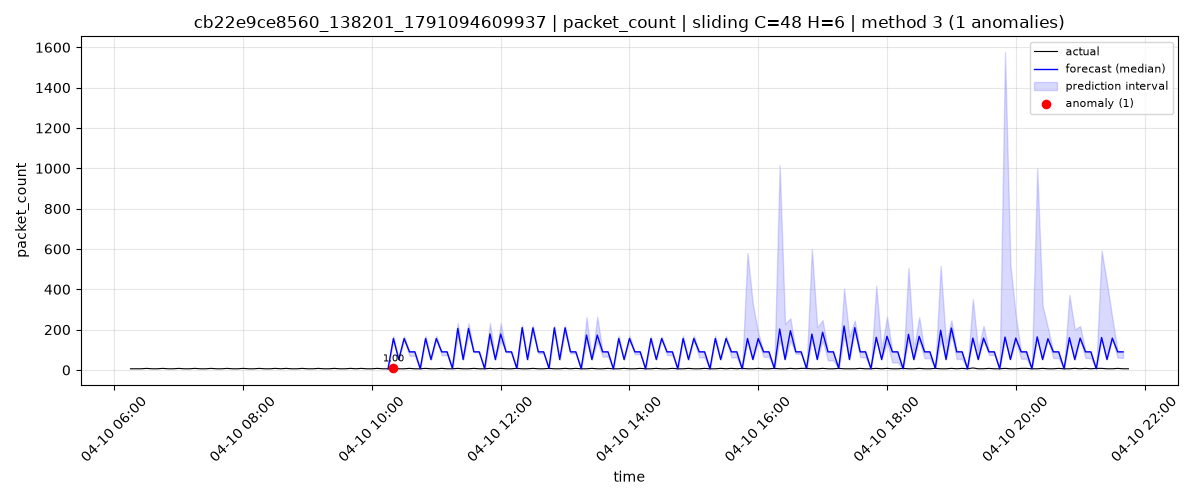 cb22e9ce8560_138201_1791094609937 | packet_count | sliding C=48 H=6 | method 3 (1 anomalies)
1600
1400
1200
1000
800
600
400
200
0
packet_count
actual
forecast (median)
prediction interval
anomaly (1)
1.00
04-10 06:00
04-10 08:00
04-10 10:00
04-10 12:00
04-10 14:00
04-10 16:00
04-10 18:00
04-10 20:00
04-10 22:00
time